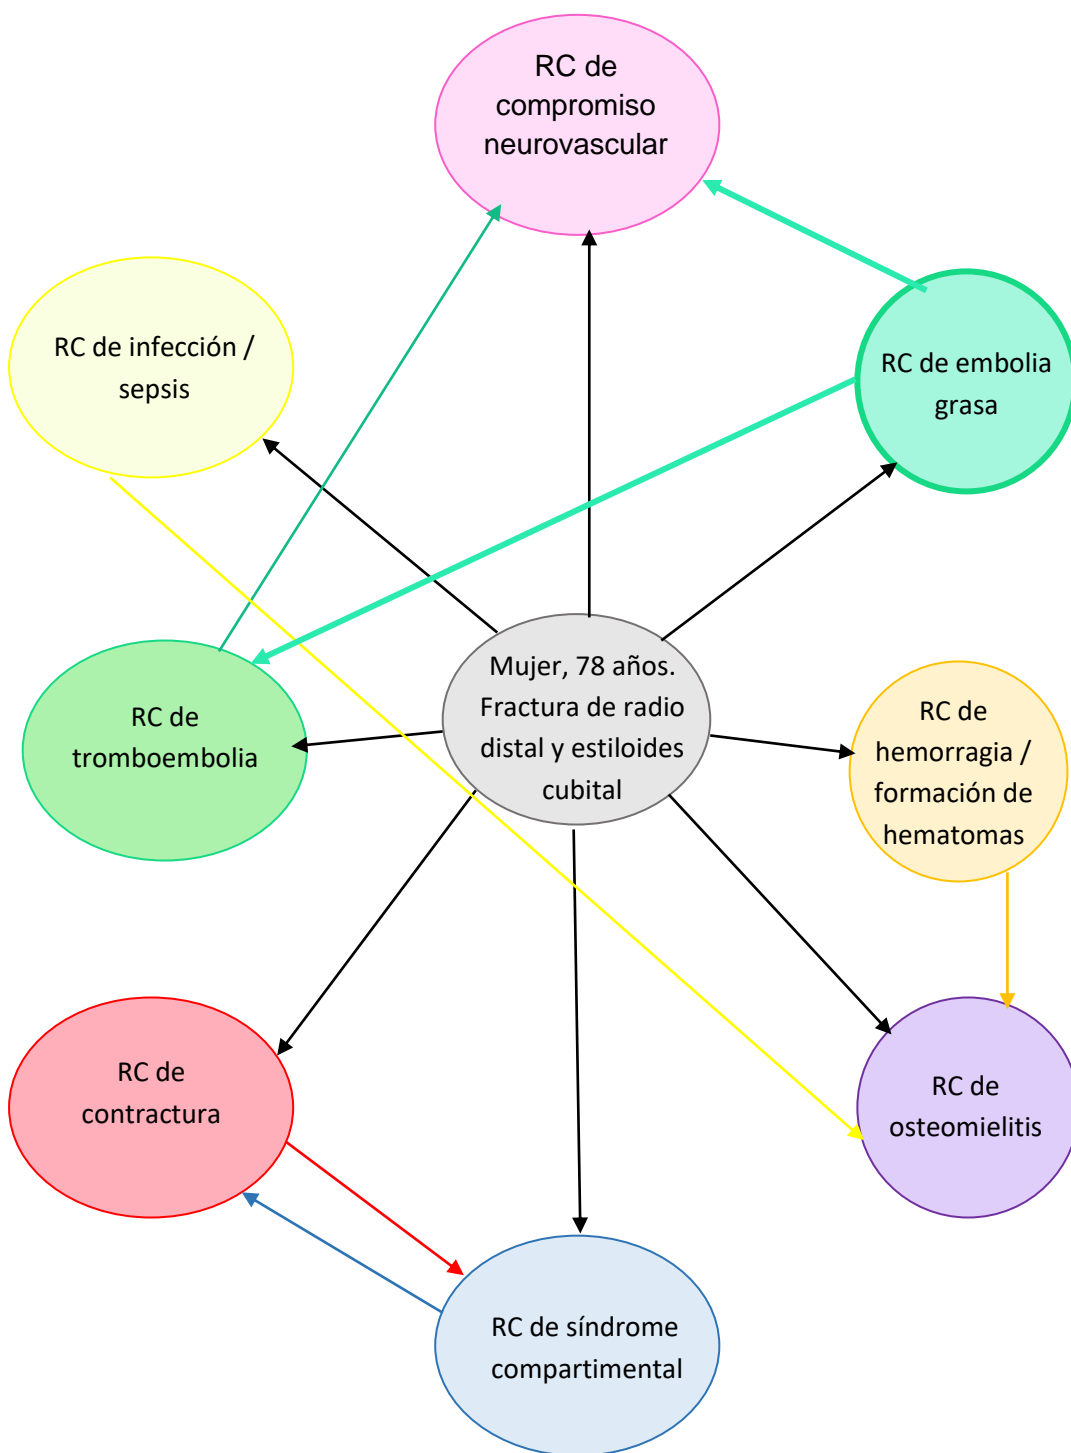 RC de
compromiso
neurovascular
RC de infección /
sepsis
RC de embolia
grasa
Mujer, 78 años.
Fractura de radio
distal y estiloides
cubital
RC de
tromboembolia
RC de
hemorragia /
formación de
hematomas
RC de
contractura
RC de
osteomielitis
RC de síndrome
compartimental